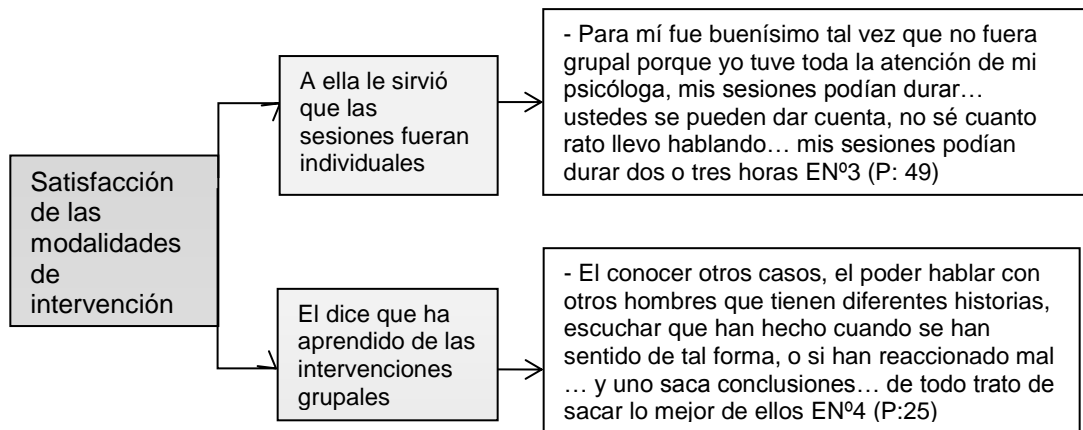 Satisfacción
de las
modalidades
de
intervención
A ella le sirvió
que las
sesiones fueran
individuales
- Para mí fue buenísimo tal vez que no fuera
grupal porque yo tuve toda la atención de mi
psicóloga, mis sesiones podían durar…
ustedes se pueden dar cuenta, no sé cuanto
rato llevo hablando… mis sesiones podían
durar dos o tres horas ENº3 (P: 49)
El dice que ha
aprendido de las
intervenciones
grupales
- El conocer otros casos, el poder hablar con
otros hombres que tienen diferentes historias,
escuchar que han hecho cuando se han
sentido de tal forma, o si han reaccionado mal
… y uno saca conclusiones… de todo trato de
sacar lo mejor de ellos ENº4 (P:25)